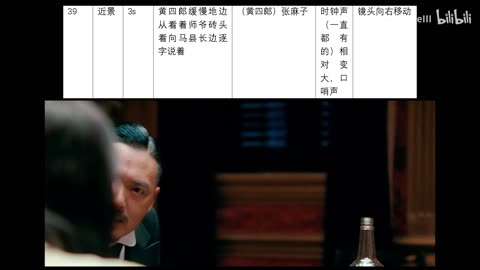 39
近景
3s
黄四郎缓慢地边
从看着师爷砖头
看向马县长边逐
字说着
（黄四郎）张麻子
时钟声
（一直
都有
的）相
对变
大，口
哨声
镜头向右移动
elll bilibili